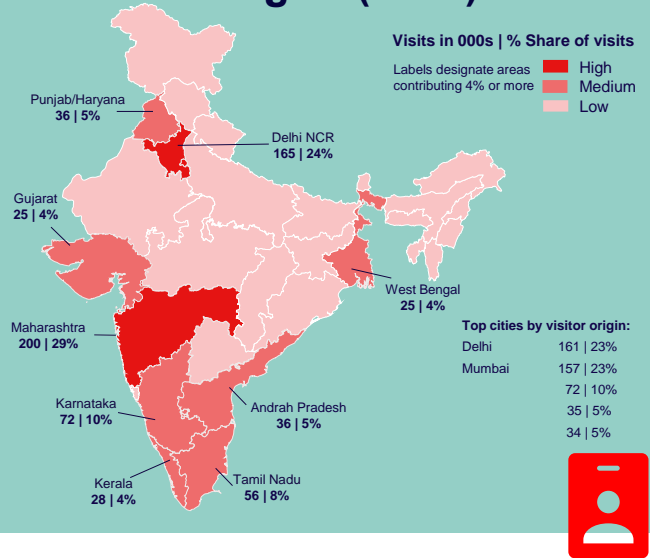 Visits in 000s | % Share of visits
Labels designate areas
contributing 4% or more
High
Medium
Low
Punjab/Haryana
36 | 5%
Delhi NCR
165 | 24%
Gujarat
25 | 4%
West Bengal
25 | 4%
Maharashtra
200 | 29%
Top cities by visitor origin:
Delhi 161 | 23%
Mumbai 157 | 23%
72 | 10%
35 | 5%
34 | 5%
Karnataka
72 | 10%
Andrah Pradesh
36 | 5%
Kerala
28 | 4%
Tamil Nadu
56 | 8%